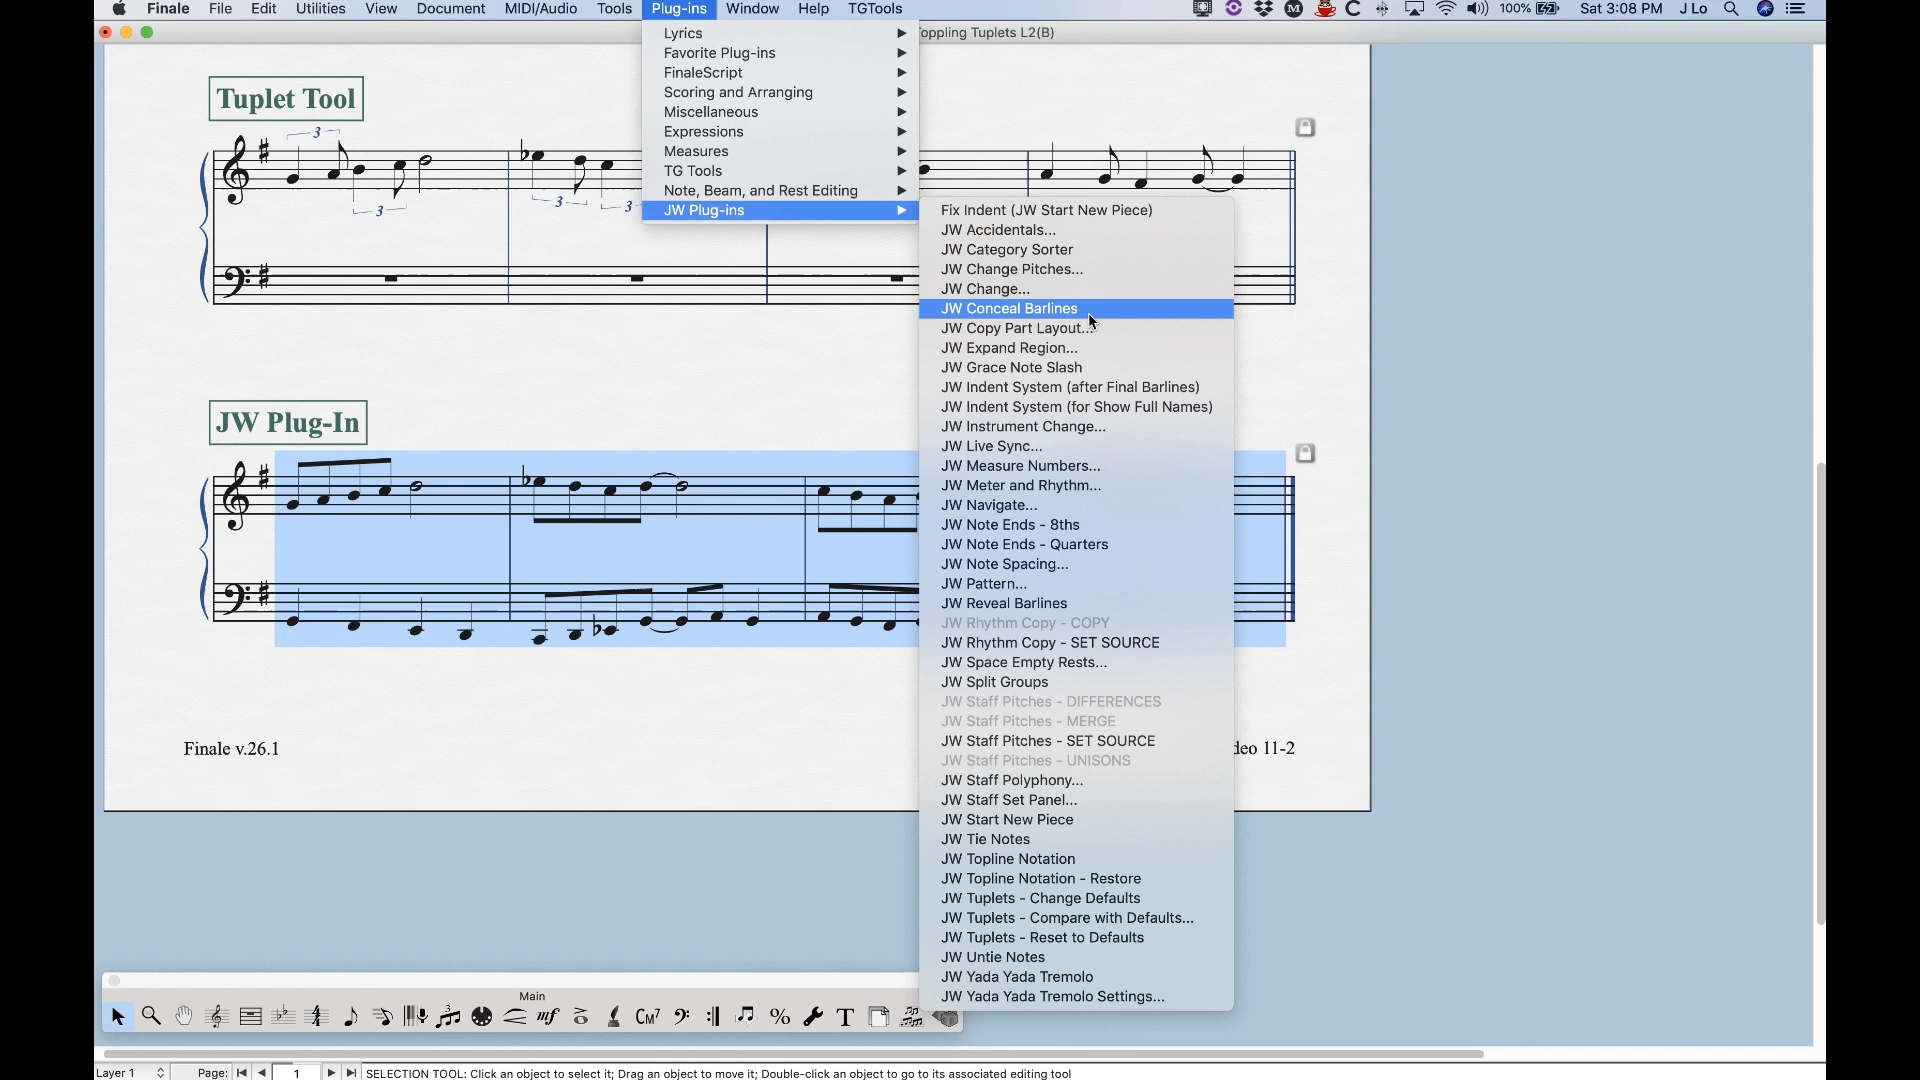 Finale File Edit Utilities View Document MIDI/Audio Tools Plug-ins Window Help TGTools 100% Sat 3:08 PM J Lo
oppling Tuplets L2(B)
Lyrics
Favorite Plug-ins
FinaleScript
Scoring and Arranging
Miscellaneous
Expressions
Measures
TG Tools
Note, Beam, and Rest Editing
JW Plug-ins
Fix Indent (JW Start New Piece)
JW Accidentals...
JW Category Sorter
JW Change Pitches...
JW Change...
JW Conceal Barlines
JW Copy Part Layout...
JW Expand Region...
JW Grace Note Slash
JW Indent System (after Final Barlines)
JW Indent System (for Show Full Names)
JW Instrument Change...
JW Live Sync...
JW Measure Numbers...
JW Meter and Rhythm...
JW Navigate...
JW Note Ends - 8ths
JW Note Ends - Quarters
JW Note Spacing...
JW Pattern...
JW Reveal Barlines
JW Rhythm Copy - COPY
JW Rhythm Copy - SET SOURCE
JW Space Empty Rests...
JW Split Groups
JW Staff Pitches - DIFFERENCES
JW Staff Pitches - MERGE
JW Staff Pitches - SET SOURCE
JW Staff Pitches - UNISONS
JW Staff Polyphony...
JW Staff Set Panel...
JW Start New Piece
JW Tie Notes
JW Topline Notation
JW Topline Notation - Restore
JW Tuplets - Change Defaults
JW Tuplets - Compare with Defaults...
JW Tuplets - Reset to Defaults
JW Untie Notes
JW Yada Yada Tremolo
JW Yada Yada Tremolo Settings...
Tuplet Tool
3
3
3
3
JW Plug-In
Finale v.26.1
deo 11-2
Main
mf
CM7
%
T
Layer 1 Page: 1 SELECTION TOOL: Click an object to select it; Drag an object to move it; Double-click an object to go to its associated editing tool